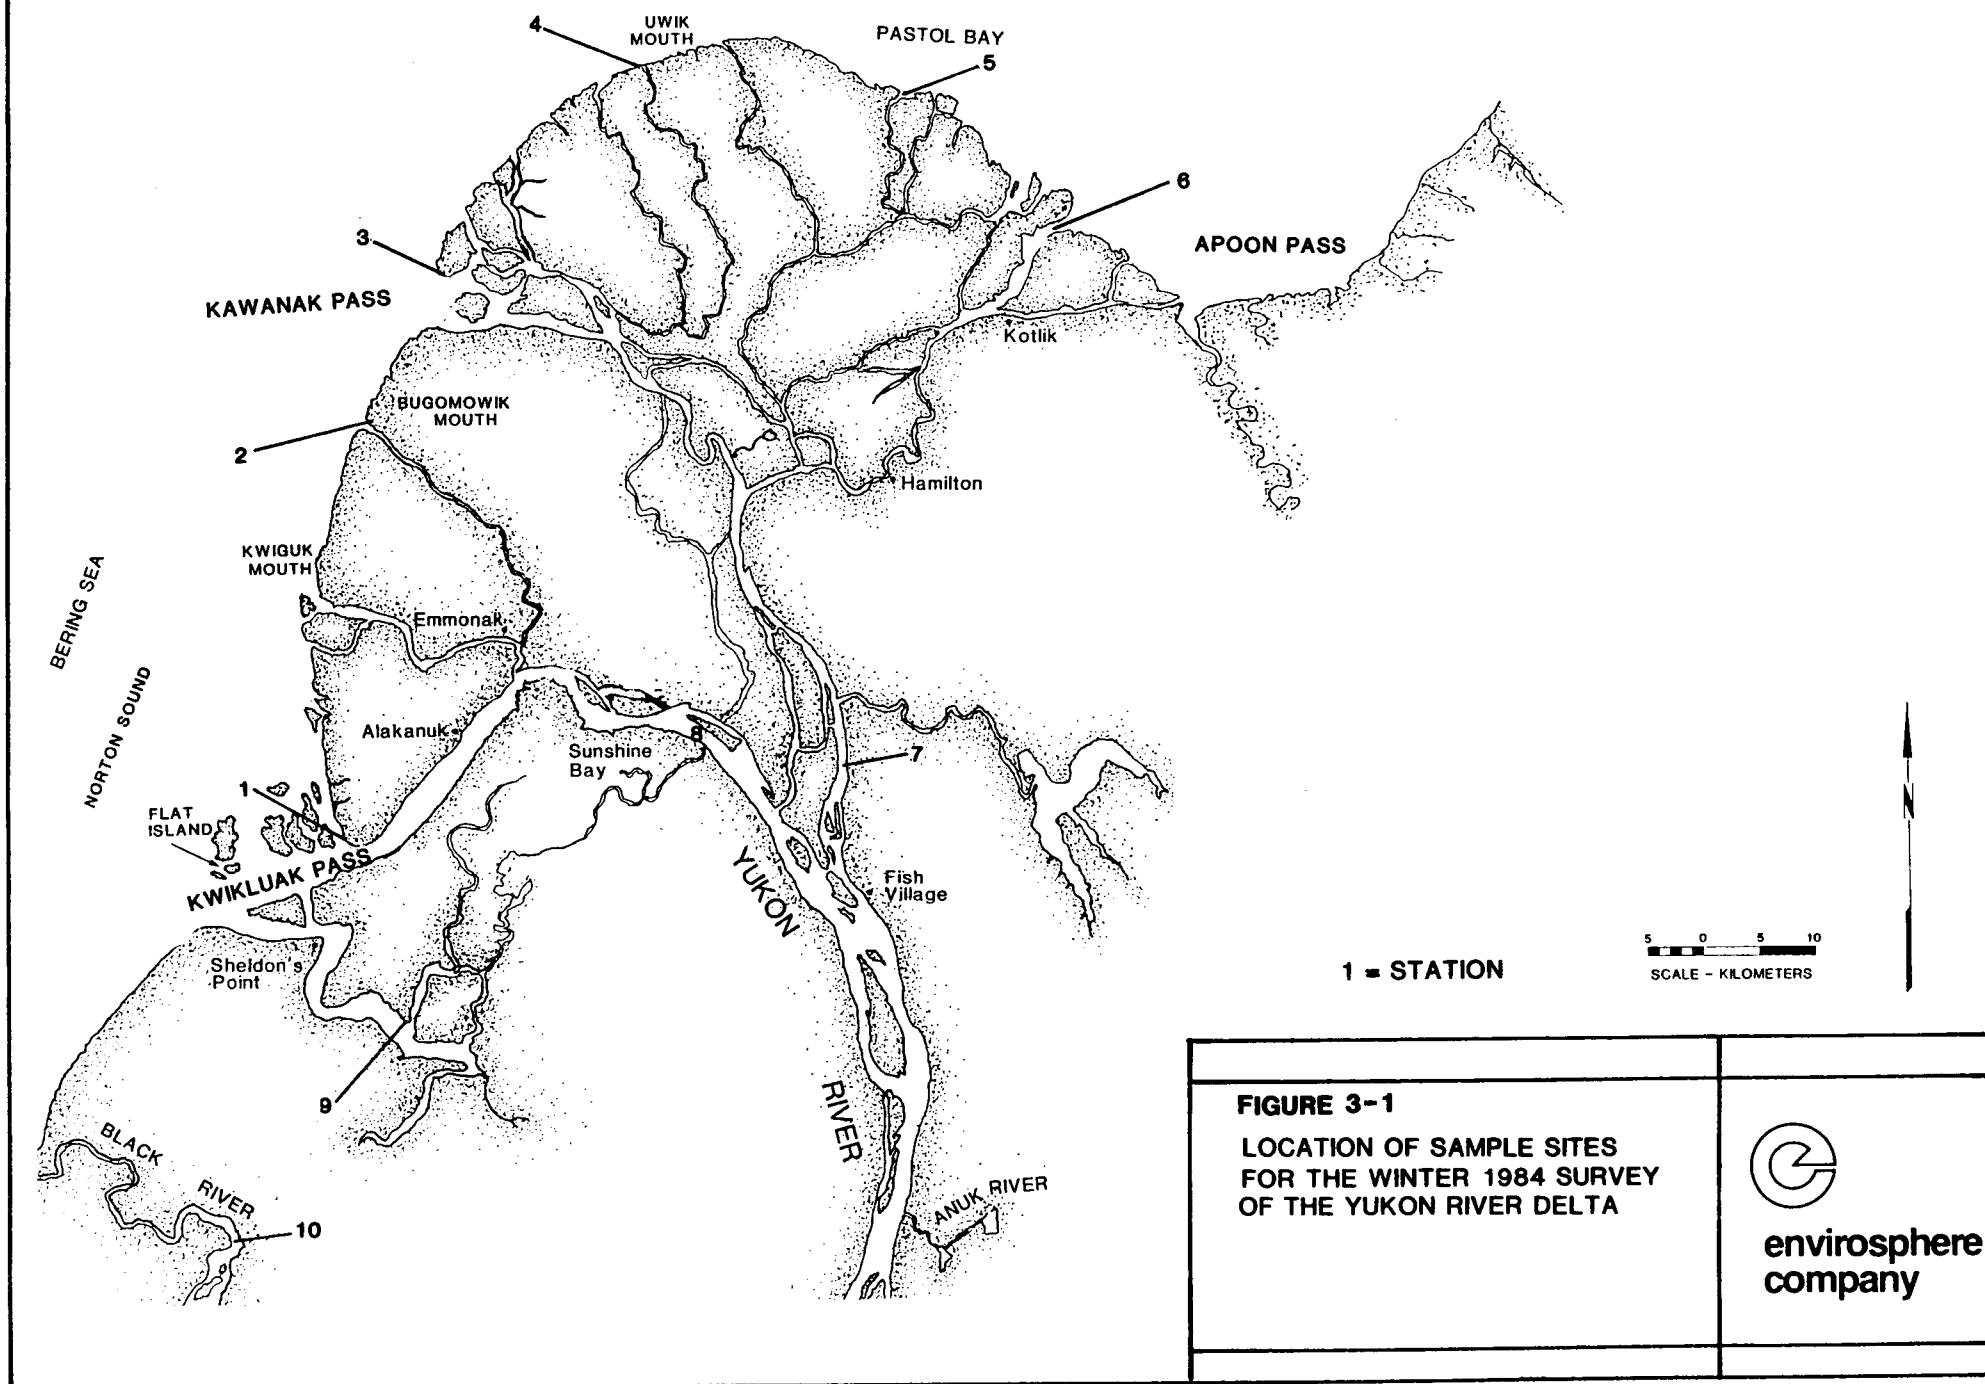 4
UWIK
MOUTH
PASTOL BAY
5
6
3
APOON PASS
KAWANAK PASS
Kotlik
BUGOMOWIK
MOUTH
2
Hamilton
KWIGUK
MOUTH
BERING SEA
Emmonak
NORTON SOUND
Alakanuk
8
Sunshine
Bay
7
1
FLAT
ISLAND
KWIKLUAK PASS
YUKON
Fish
Village
Sheldon's
Point
5 0 5 10
SCALE - KILOMETERS
N
1 = STATION
9
RIVER
BLACK
RIVER
10
ANUK RIVER
FIGURE 3-1
LOCATION OF SAMPLE SITES
FOR THE WINTER 1984 SURVEY
OF THE YUKON RIVER DELTA
envirosphere
company